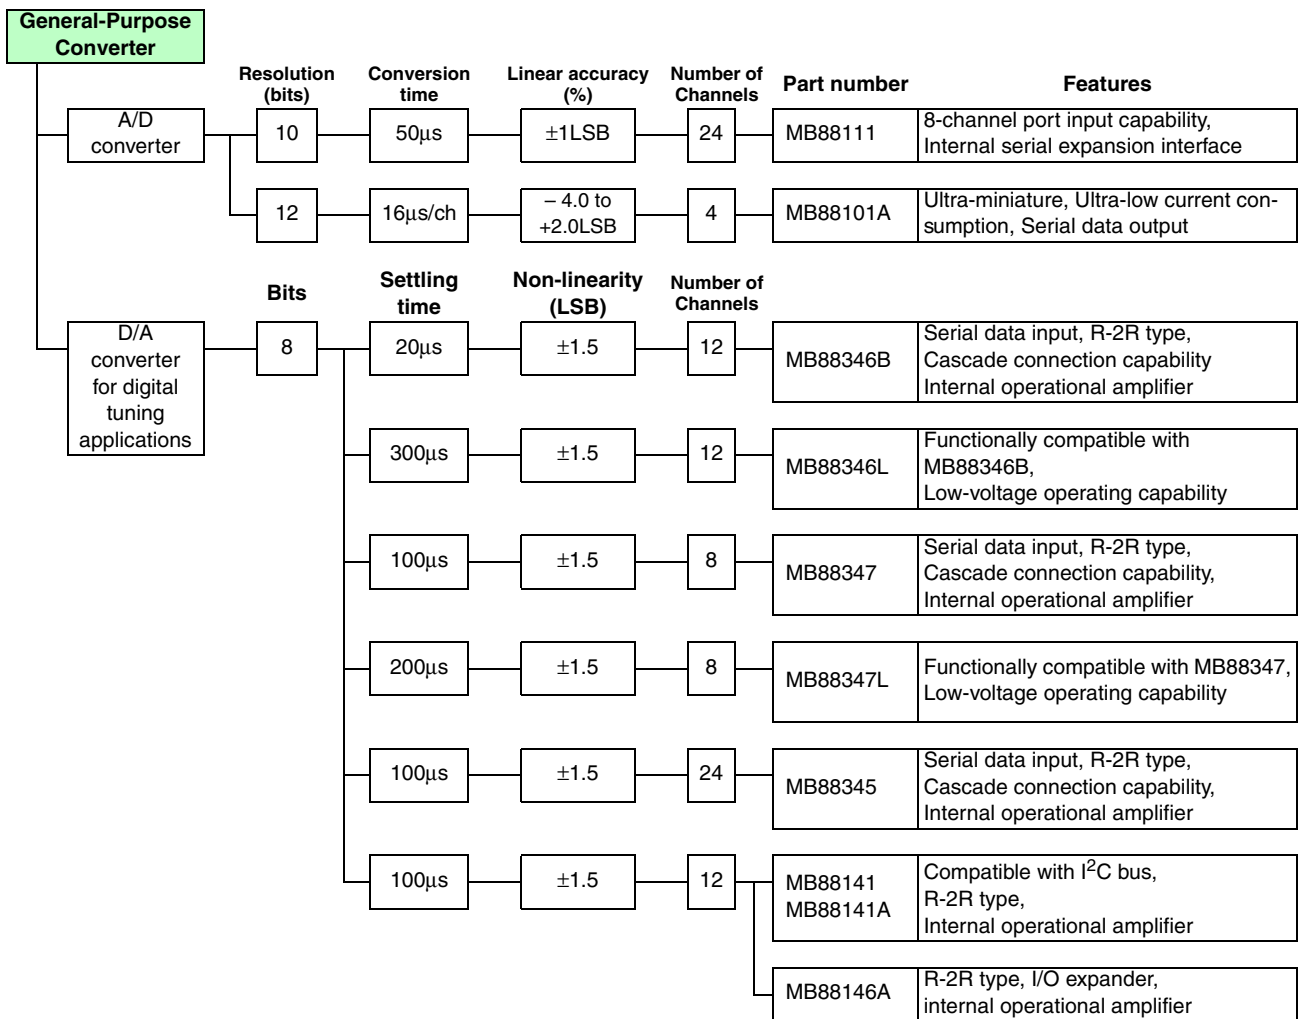 General-Purpose
Converter
Resolution
(bits)
Conversion
time
Linear accuracy
(%)
Number of
Channels
Part number
Features
A/D
converter
10
50µs
±1LSB
24
MB88111
8-channel port input capability,
Internal serial expansion interface
12
16µs/ch
– 4.0 to
+2.0LSB
4
MB88101A
Ultra-miniature, Ultra-low current con-
sumption, Serial data output
Bits
Settling
time
Non-linearity
(LSB)
Number of
Channels
D/A
converter
for digital
tuning
applications
8
20µs
±1.5
12
MB88346B
Serial data input, R-2R type,
Cascade connection capability
Internal operational amplifier
300µs
±1.5
12
MB88346L
Functionally compatible with
MB88346B,
Low-voltage operating capability
100µs
±1.5
8
MB88347
Serial data input, R-2R type,
Cascade connection capability,
Internal operational amplifier
200µs
±1.5
8
MB88347L
Functionally compatible with MB88347,
Low-voltage operating capability
100µs
±1.5
24
MB88345
Serial data input, R-2R type,
Cascade connection capability,
Internal operational amplifier
100µs
±1.5
12
MB88141
MB88141A
Compatible with I²C bus,
R-2R type,
Internal operational amplifier
MB88146A
R-2R type, I/O expander,
internal operational amplifier